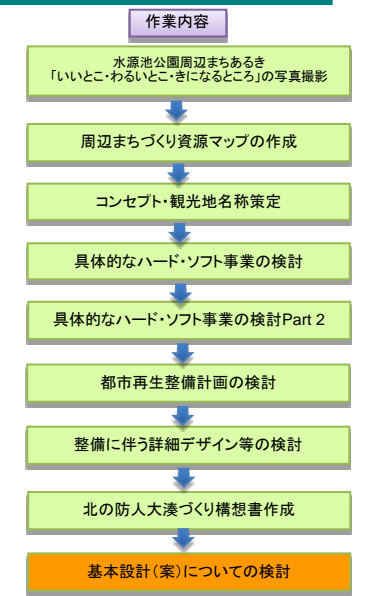 作業内容
水源池公園周辺まちあるき
「いいとこ・わるいとこ・きになるところ」の写真撮影
周辺まちづくり資源マップの作成
コンセプト・観光地名称策定
具体的なハード・ソフト事業の検討
具体的なハード・ソフト事業の検討Part 2
都市再生整備計画の検討
整備に伴う詳細デザイン等の検討
北の防人大湊づくり構想書作成
基本設計(案)についての検討